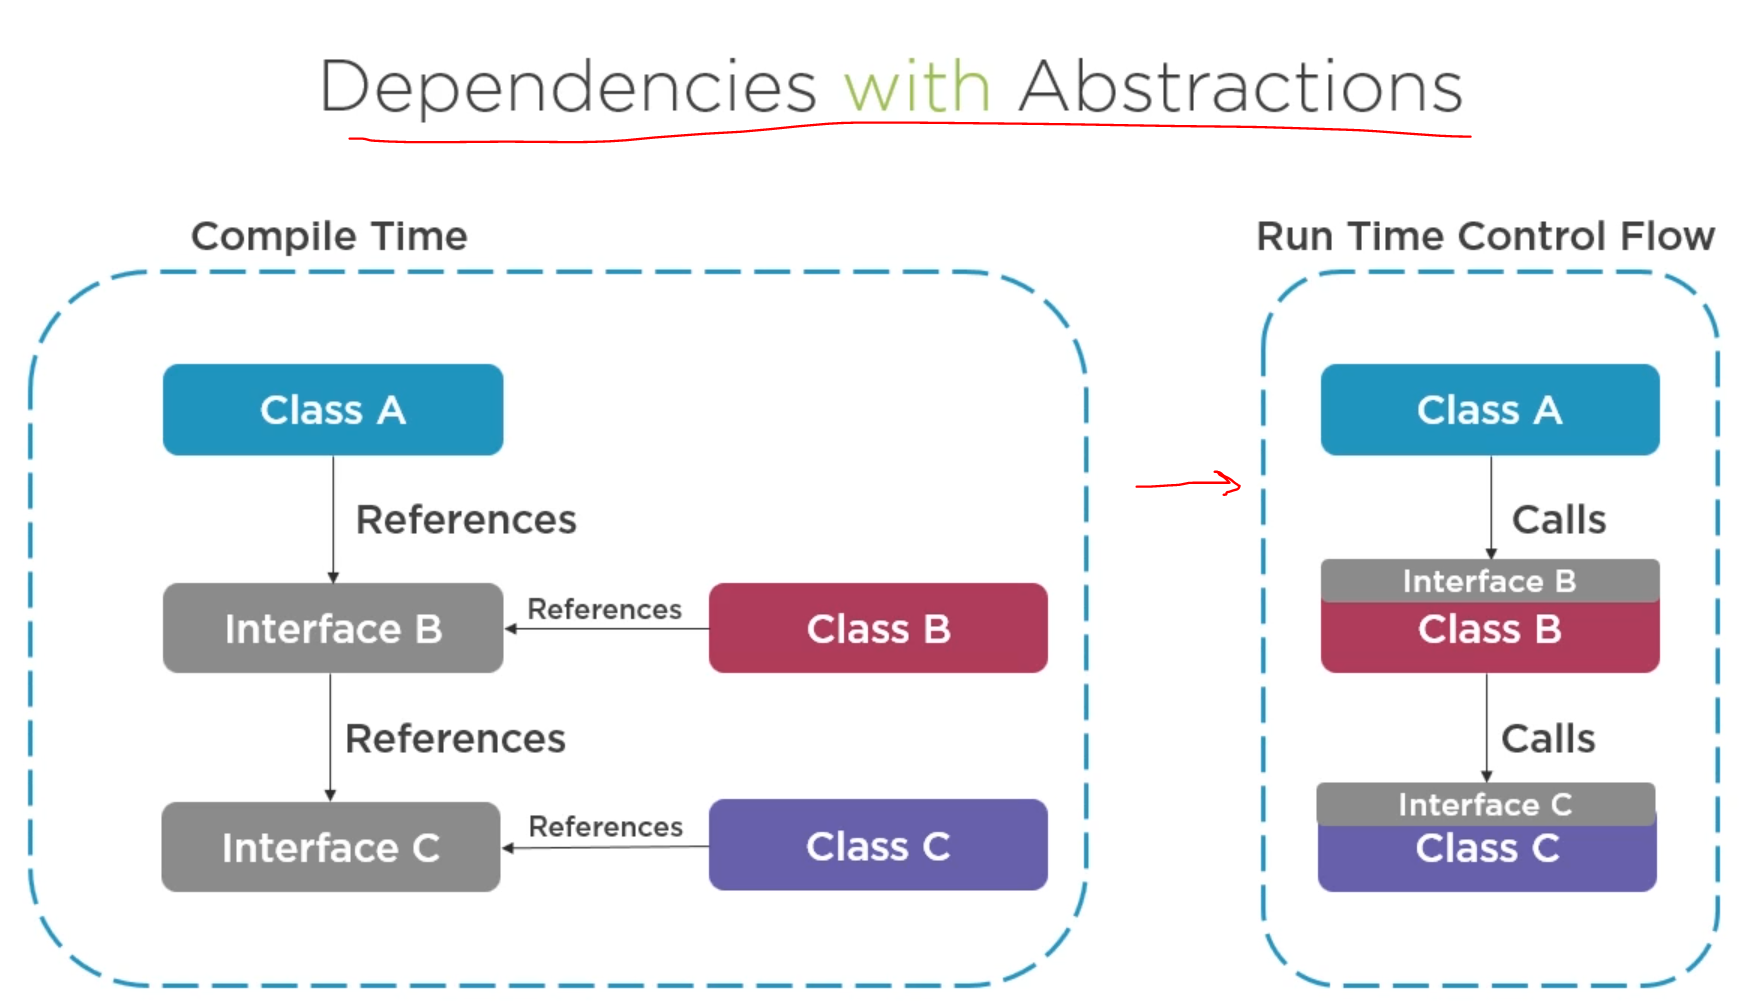 Dependencies with Abstractions
Compile Time
Class A
References
Interface B
References
Class B
References
Interface C
References
Class C
Run Time Control Flow
Class A
Calls
Interface B
Class B
Calls
Interface C
Class C